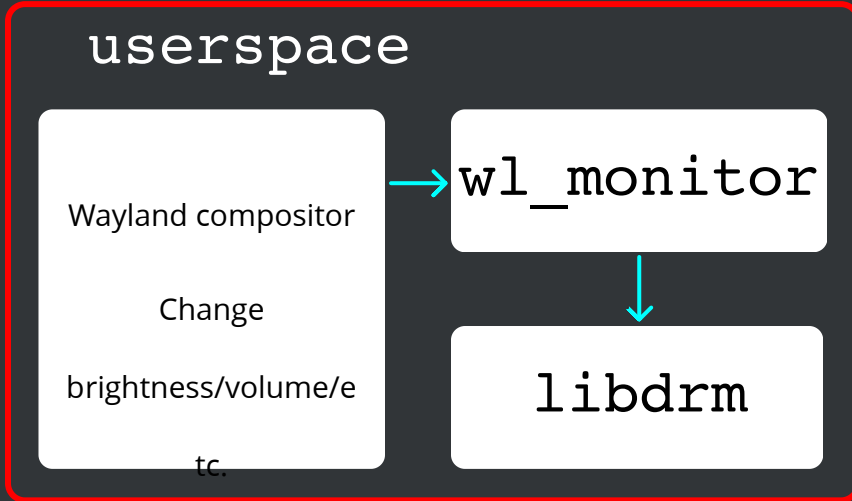 userspace
Wayland compositor
Change
brightness/volume/e
tc.
wl_monitor
libdrm